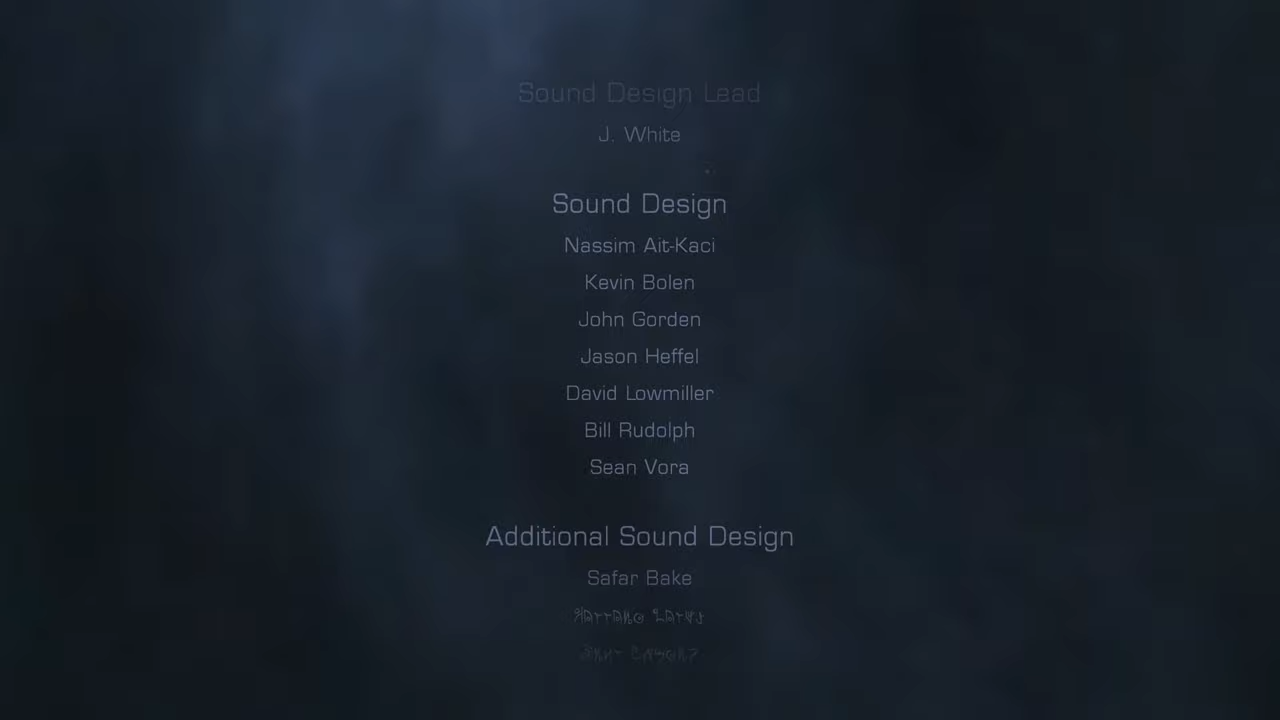 Sound Design Lead
J. White
Sound Design
Nassim Ait-Kaci
Kevin Bolen
John Gorden
Jason Heffel
David Lowmiller
Bill Rudolph
Sean Vora
Additional Sound Design
Safar Bake